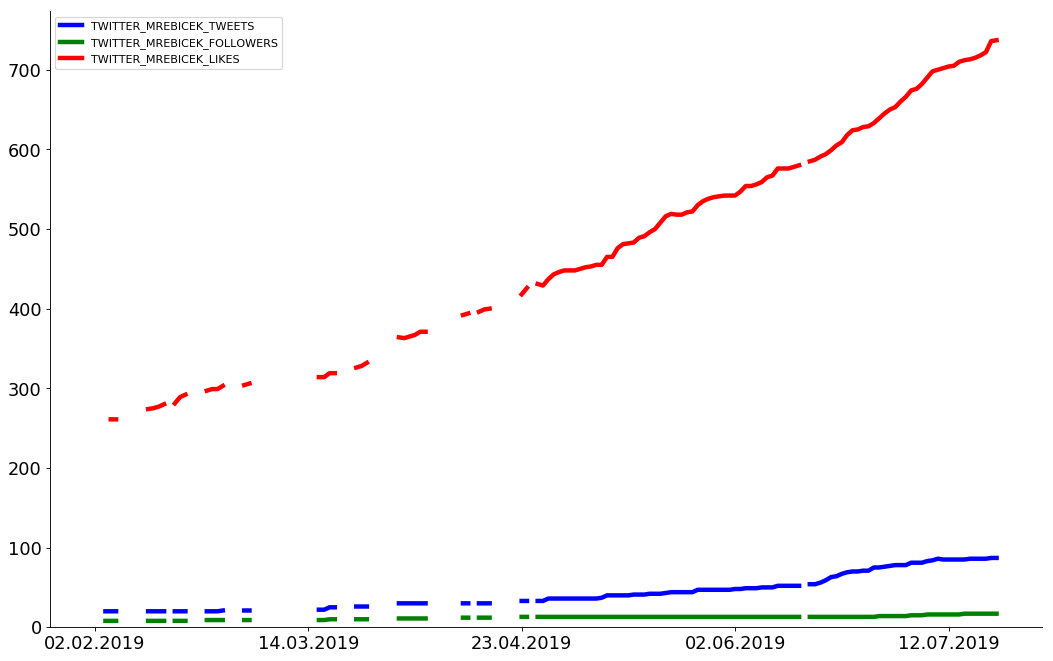 TWITTER_MREBICEK_TWEETS
TWITTER_MREBICEK_FOLLOWERS
TWITTER_MREBICEK_LIKES
700
600
500
400
300
200
100
0
02.02.2019 14.03.2019 23.04.2019 02.06.2019 12.07.2019